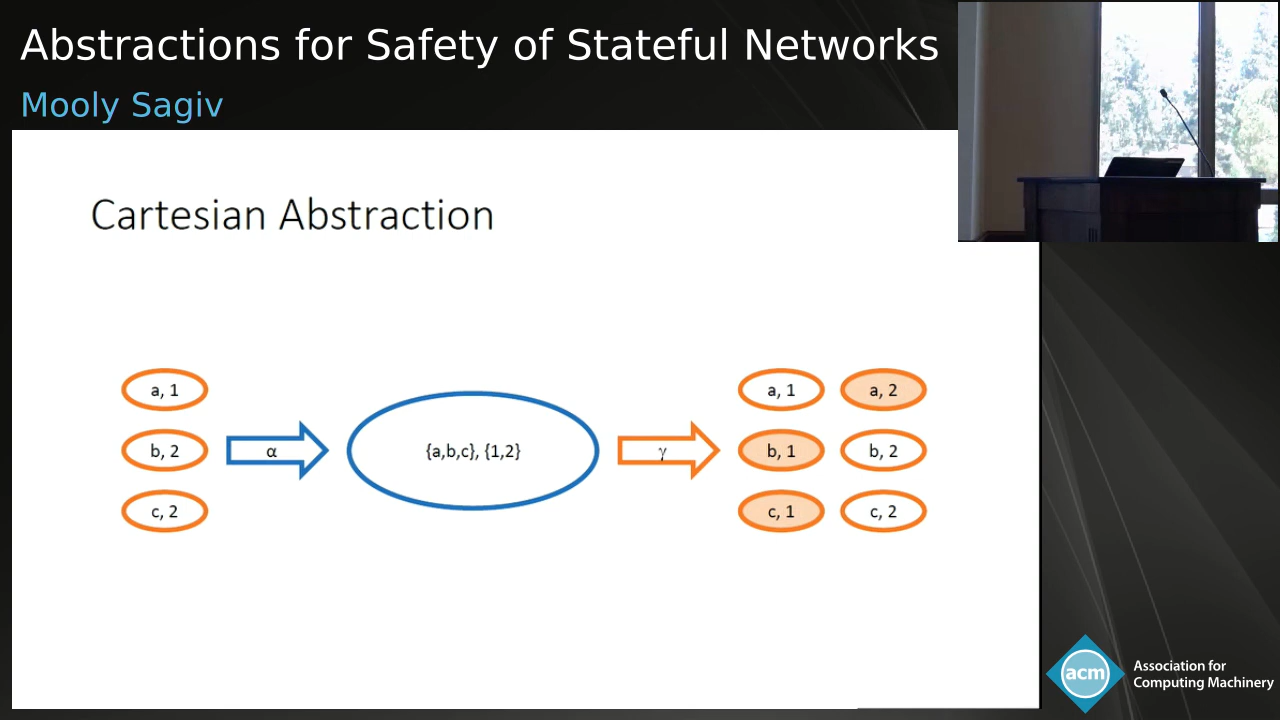 Abstractions for Safety of Stateful Networks
Mooly Sagiv
Cartesian Abstraction
a, 1
b, 2
c, 2
α
{a,b,c}, {1,2}
γ
a, 1
a, 2
b, 1
b, 2
c, 1
c, 2
acm
Association for
Computing Machinery